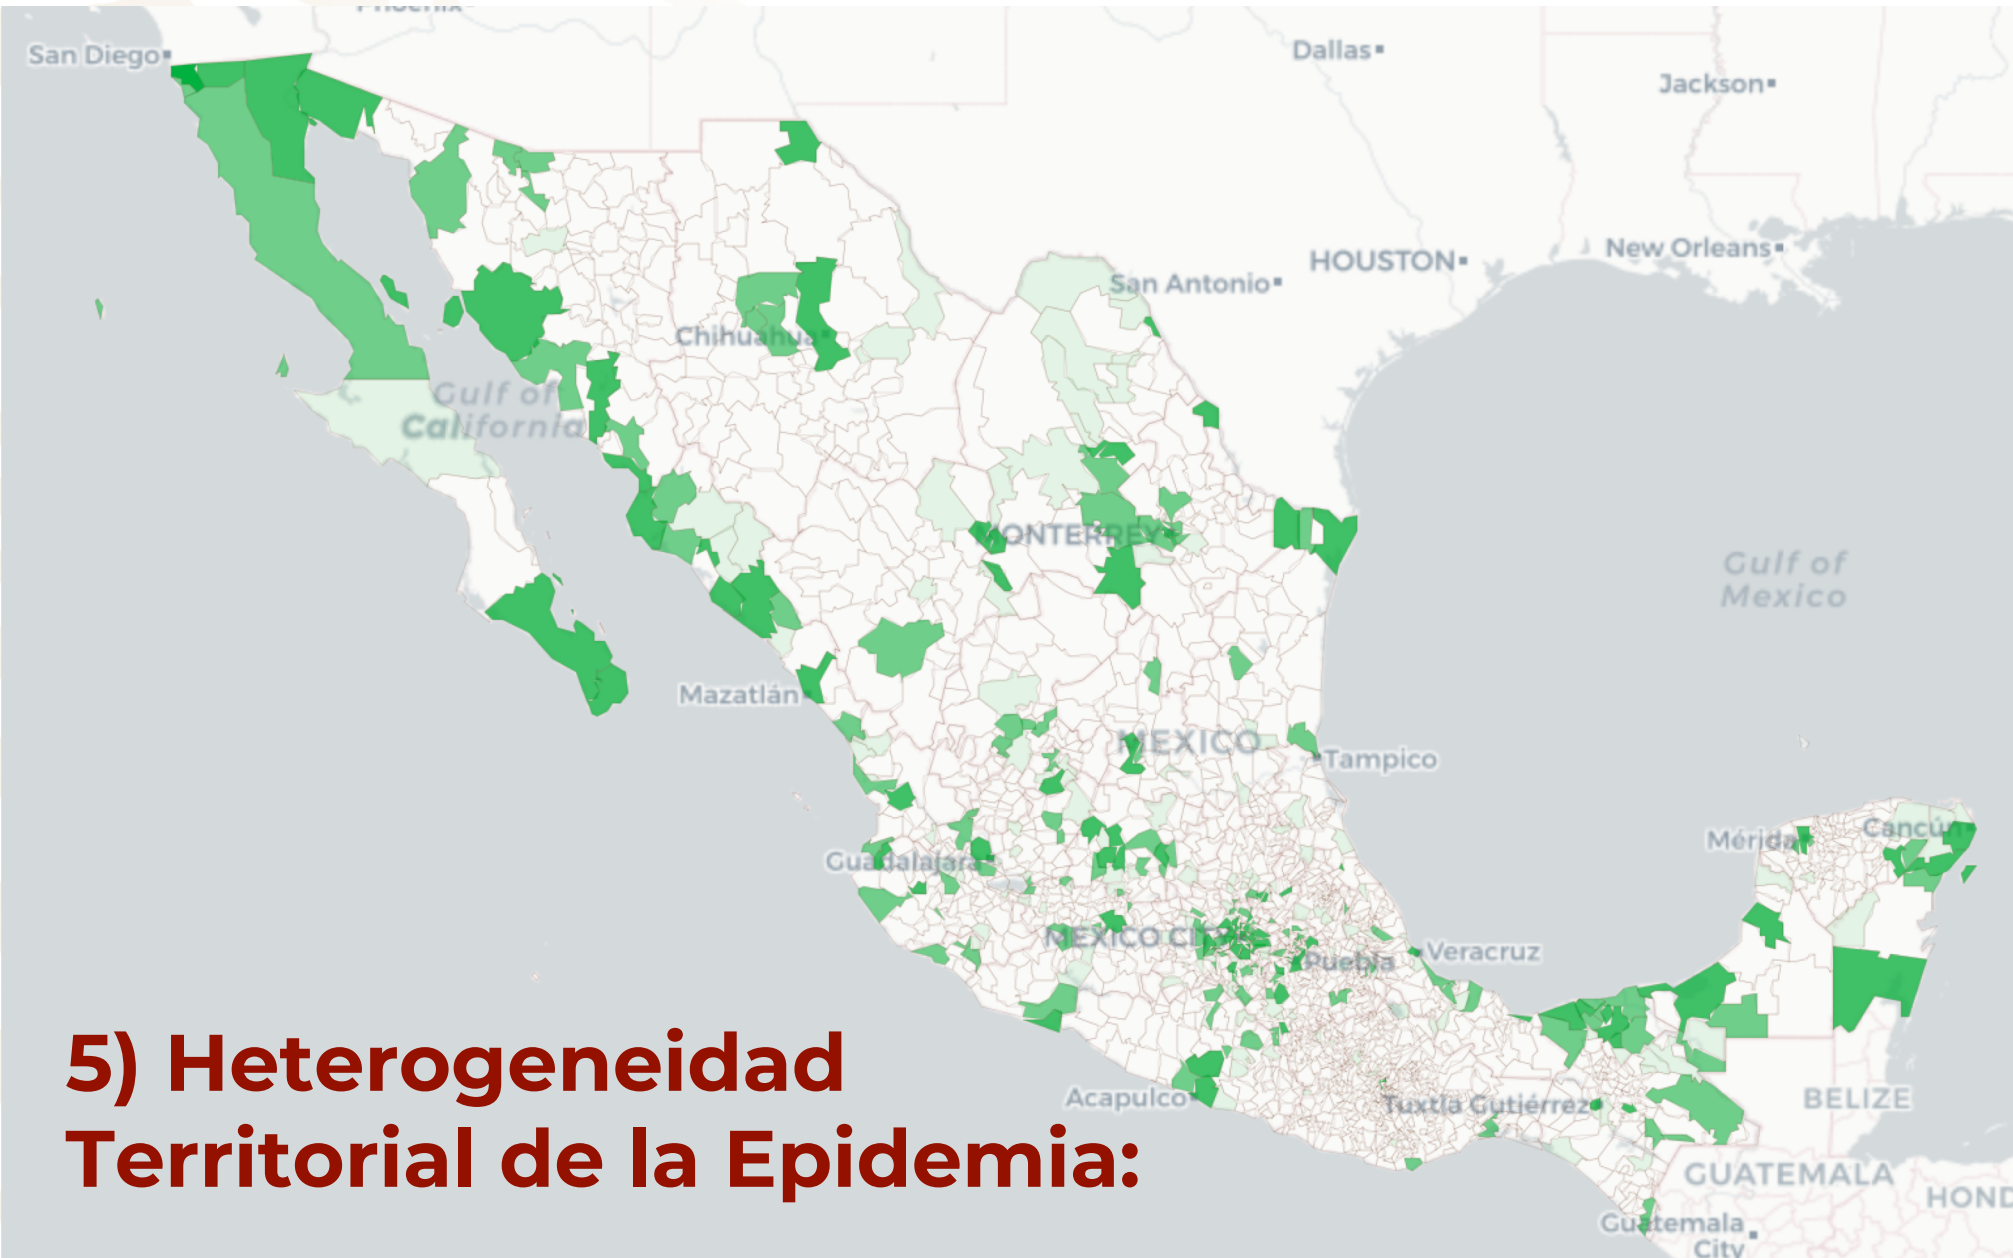 Phoenix
San Diego
Dallas
Jackson
New Orleans
HOUSTON
San Antonio
Chihuahua
Gulf of
California
MONTERREY
Gulf of
Mexico
Mazatlán
MEXICO
Tampico
Mérida
Cancún
Guadalajara
MEXICO CITY
Puebla
Veracruz
5) Heterogeneidad
Territorial de la Epidemia:
Acapulco
Tuxtla Gutiérrez
BELIZE
GUATEMALA
HOND
Guatemala
City